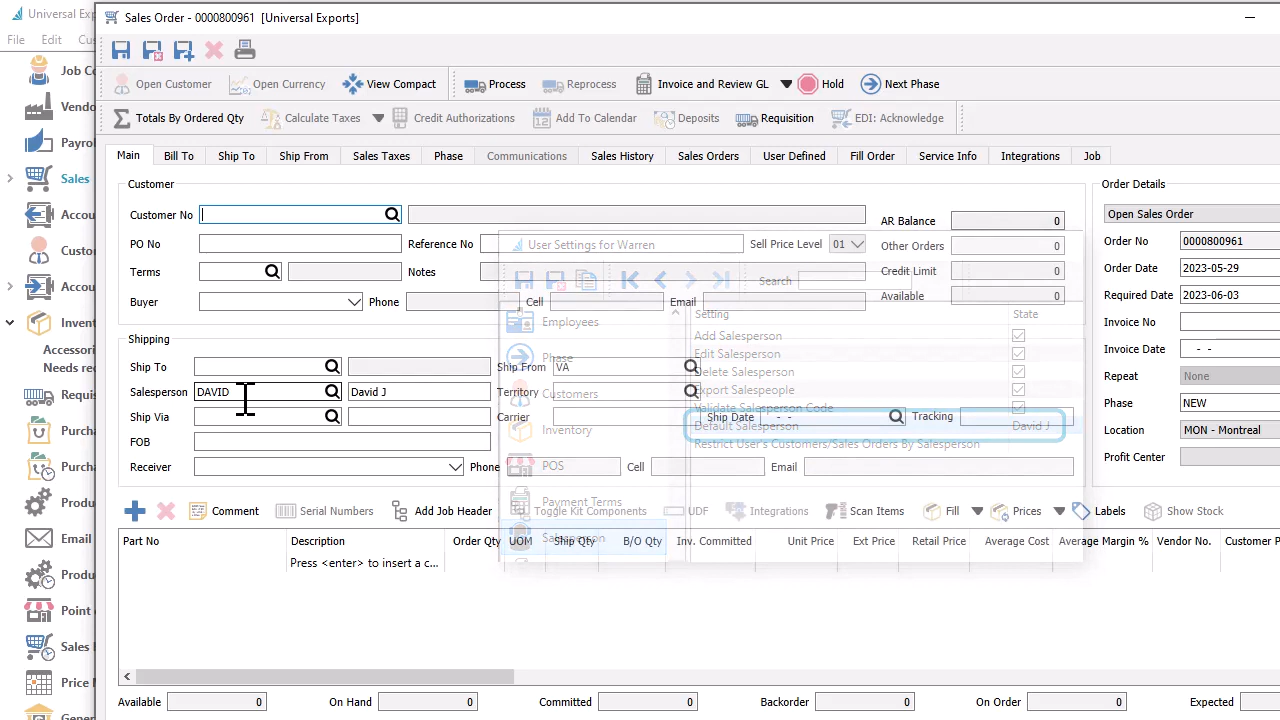 Universal Exp
Sales Order - 0000800961 [Universal Exports]
File Edit Cus
Open Customer Open Currency View Compact Process Reprocess Invoice and Review GL Hold Next Phase
Totals By Ordered Qty Calculate Taxes Credit Authorizations Add To Calendar Deposits Requisition EDI: Acknowledge
Main Bill To Ship To Ship From Sales Taxes Phase Communications Sales History Sales Orders User Defined Fill Order Service Info Integrations Job
Job Co
Vendo
Payrol
Sales
Accou
Custom
Accou
Invent
Accessori
Needs re
Requis
Purcha
Purcha
Produ
Email
Produ
Point o
Sales I
Price M
Genera
Customer
Customer No
AR Balance 0
PO No Reference No Sell Price Level 01
Other Orders 0
Terms Notes
Credit Limit 0
Buyer Phone Cell Email
Available 0
Order Details
Open Sales Order
Order No 0000800961
Order Date 2023-05-29
Required Date 2023-06-03
Invoice No
Invoice Date - -
Repeat None
Phase NEW
Location MON - Montreal
Profit Center
Shipping
Ship To Ship From VA
Salesperson DAVID David J Territory
Ship Via Carrier Ship Date - - Tracking
FOB
Receiver Phone Cell Email
User Settings for Warren
Search
Employees
Phase
Customers
Inventory
POS
Payment Terms
Salesperson
Setting State
Add Salesperson
Edit Salesperson
Delete Salesperson
Export Salespeople
Validate Salesperson Code
Default Salesperson David J
Restrict User's Customers/Sales Orders By Salesperson
Comment Serial Numbers Add Job Header Toggle Kit Components UDF Integrations Scan Items Fill Prices Labels Show Stock
Part No Description Order Qty UOM Ship Qty B/O Qty Inv. Committed Unit Price Ext Price Retail Price Average Cost Average Margin % Vendor No. Customer P
Press <enter> to insert a c...
Available 0 On Hand 0 Committed 0 Backorder 0 On Order 0 Expected